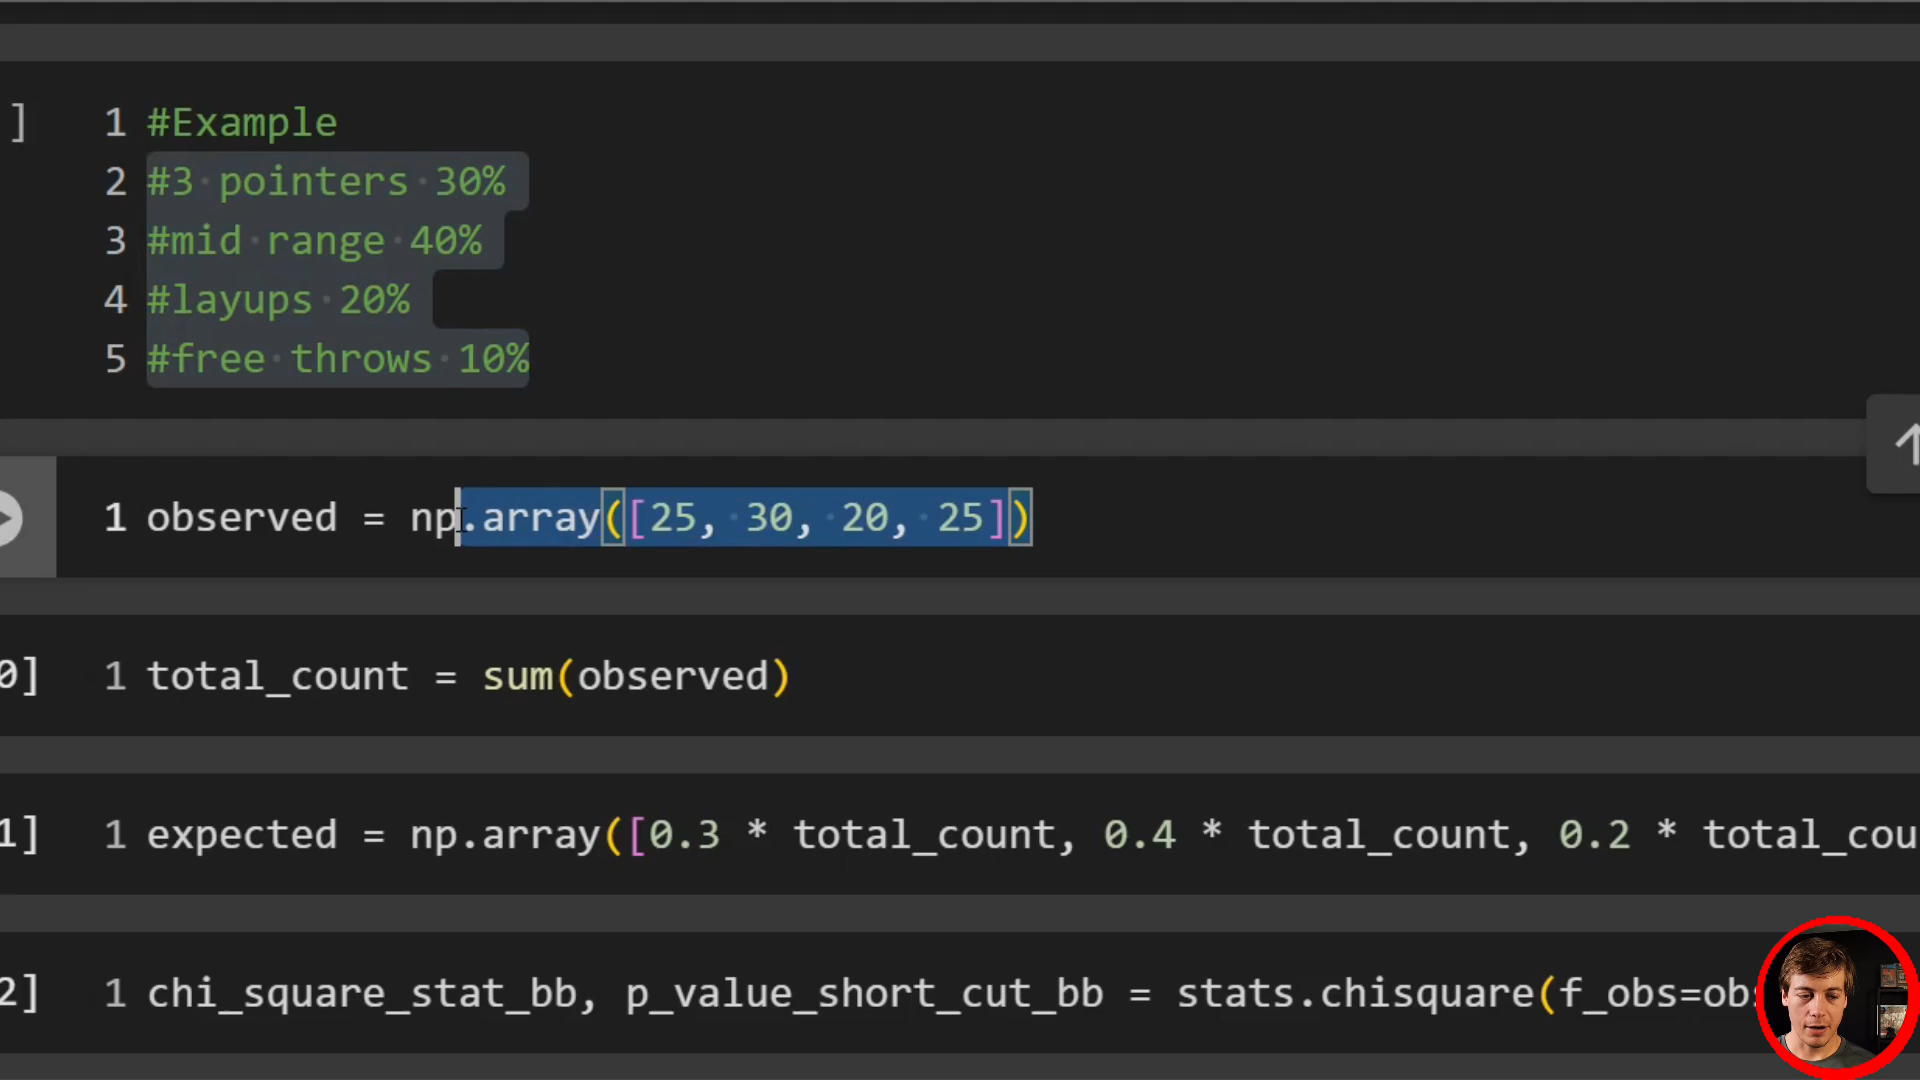 ]
1 #Example
2 #3 pointers 30%
3 #mid range 40%
4 #layups 20%
5 #free throws 10%
1 observed = np.array([25, 30, 20, 25])
0] 1 total_count = sum(observed)
1] 1 expected = np.array([0.3 * total_count, 0.4 * total_count, 0.2 * total_cou
2] 1 chi_square_stat_bb, p_value_short_cut_bb = stats.chisquare(f_obs=obs